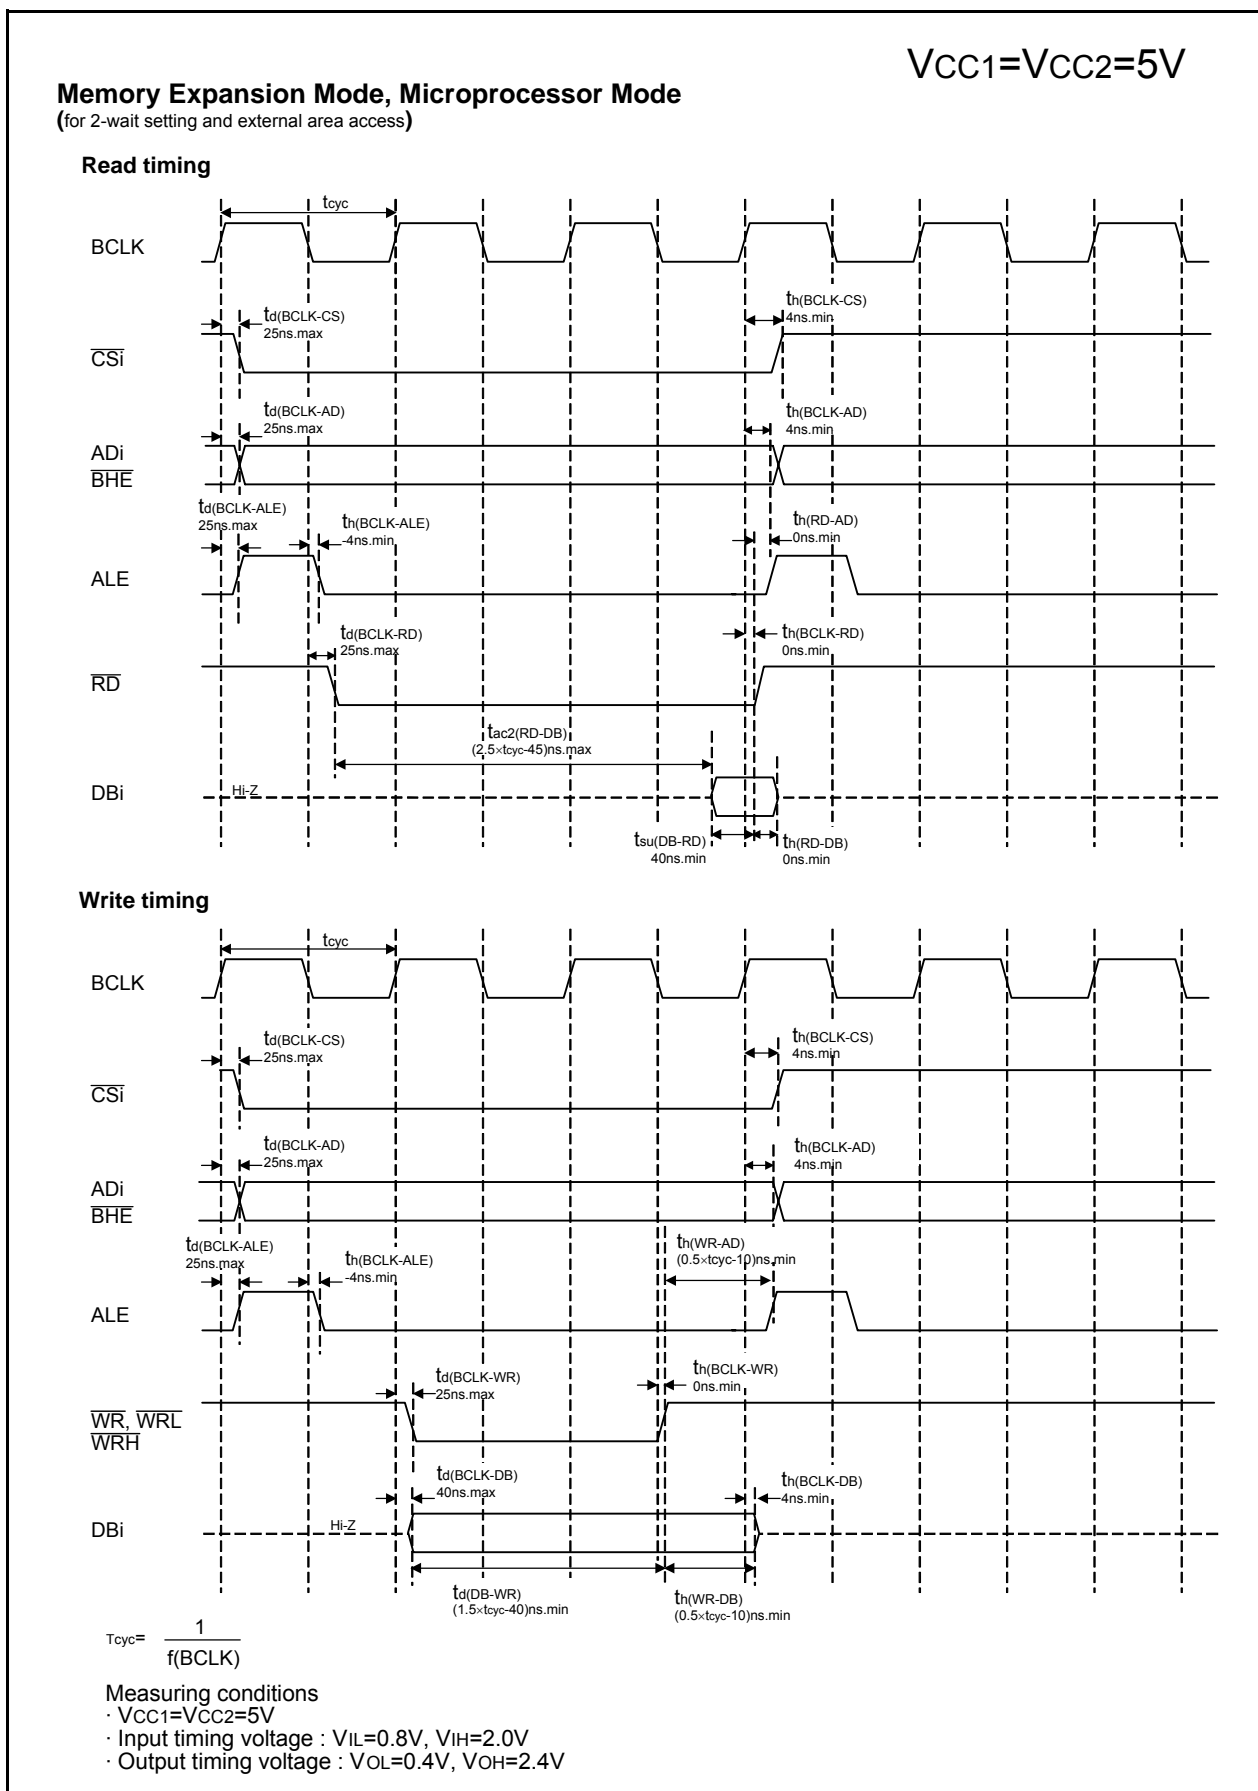 VCC1=VCC2=5V
Memory Expansion Mode, Microprocessor Mode
(for 2-wait setting and external area access)
Read timing
tcyc
BCLK
td(BCLK-CS)
25ns.max
th(BCLK-CS)
4ns.min
CSi
td(BCLK-AD)
25ns.max
th(BCLK-AD)
4ns.min
ADi
BHE
td(BCLK-ALE)
25ns.max
th(BCLK-ALE)
-4ns.min
th(RD-AD)
0ns.min
ALE
td(BCLK-RD)
25ns.max
th(BCLK-RD)
0ns.min
RD
tac2(RD-DB)
(2.5×tcyc-45)ns.max
DBi
Hi-Z
tsu(DB-RD)
40ns.min
th(RD-DB)
0ns.min
Write timing
tcyc
BCLK
td(BCLK-CS)
25ns.max
th(BCLK-CS)
4ns.min
CSi
td(BCLK-AD)
25ns.max
th(BCLK-AD)
4ns.min
ADi
BHE
td(BCLK-ALE)
25ns.max
th(BCLK-ALE)
-4ns.min
th(WR-AD)
(0.5×tcyc-10)ns.min
ALE
td(BCLK-WR)
25ns.max
th(BCLK-WR)
0ns.min
WR, WRL
WRH
td(BCLK-DB)
40ns.max
th(BCLK-DB)
4ns.min
DBi
Hi-Z
td(DB-WR)
(1.5×tcyc-40)ns.min
th(WR-DB)
(0.5×tcyc-10)ns.min
Tcyc= 1
f(BCLK)
Measuring conditions
· VCC1=VCC2=5V
· Input timing voltage : VIL=0.8V, VIH=2.0V
· Output timing voltage : VOL=0.4V, VOH=2.4V